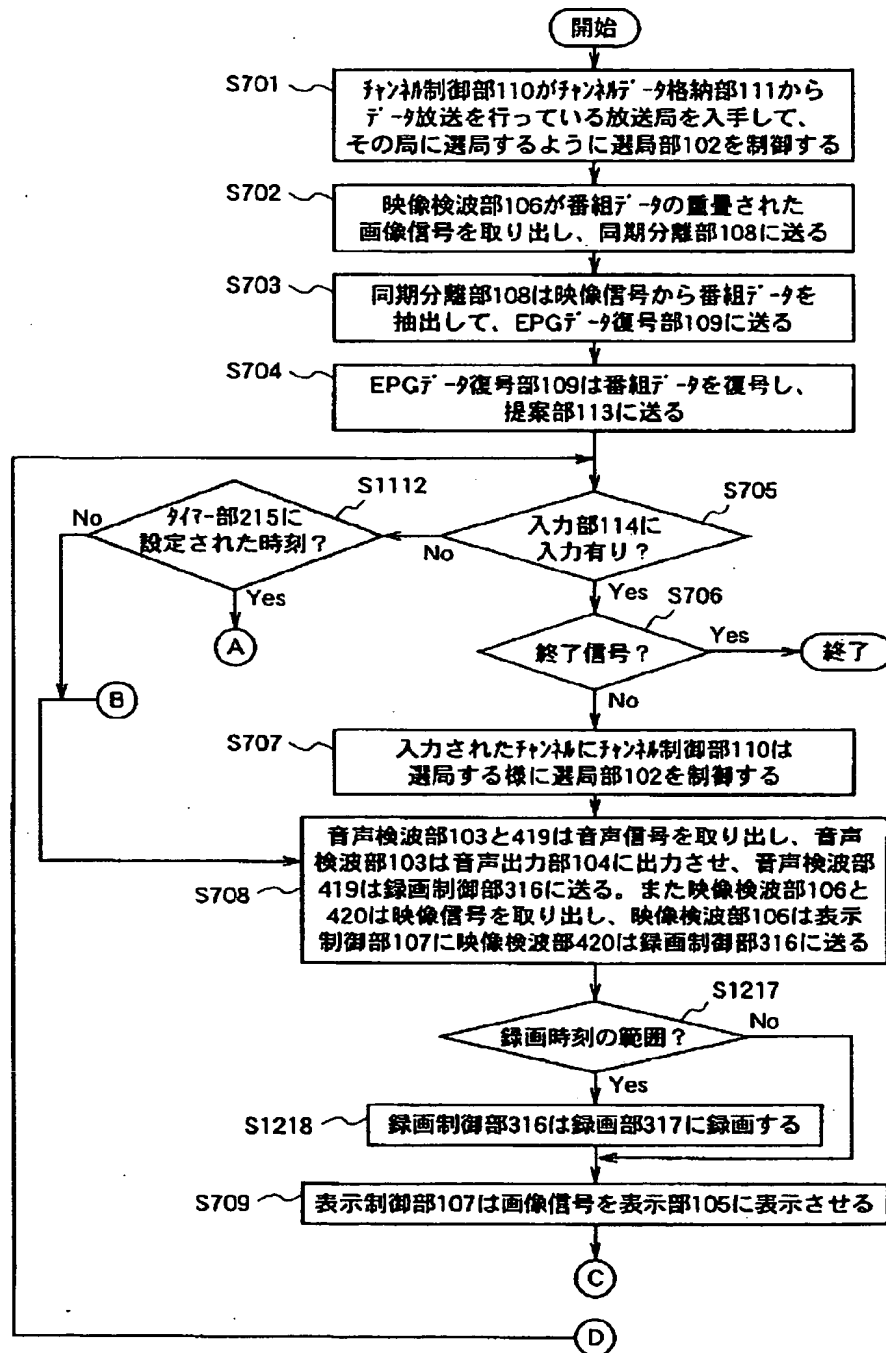 開始
S701
チャンネル制御部110がチャンネルデータ格納部111から
データ放送を行っている放送局を入手して、
その局に選局するように選局部102を制御する
S702
映像検波部106が番組データの重畳された
画像信号を取り出し、同期分離部108に送る
S703
同期分離部108は映像信号から番組データを
抽出して、EPGデータ復号部109に送る
S704
EPGデータ復号部109は番組データを復号し、
提案部113に送る
S1112
タイマー部215に
設定された時刻?
No
Yes
A
S705
入力部114に
入力有り?
No
Yes
S706
終了信号?
Yes
終了
No
B
S707
入力されたチャンネルにチャンネル制御部110は
選局する様に選局部102を制御する
S708
音声検波部103と419は音声信号を取り出し、音声
検波部103は音声出力部104に出力させ、音声検波部
419は録画制御部316に送る。また映像検波部106と
420は映像信号を取り出し、映像検波部106は表示
制御部107に映像検波部420は録画制御部316に送る
S1217
録画時刻の範囲?
No
Yes
S1218
録画制御部316は録画部317に録画する
S709
表示制御部107は画像信号を表示部105に表示させる
C
D